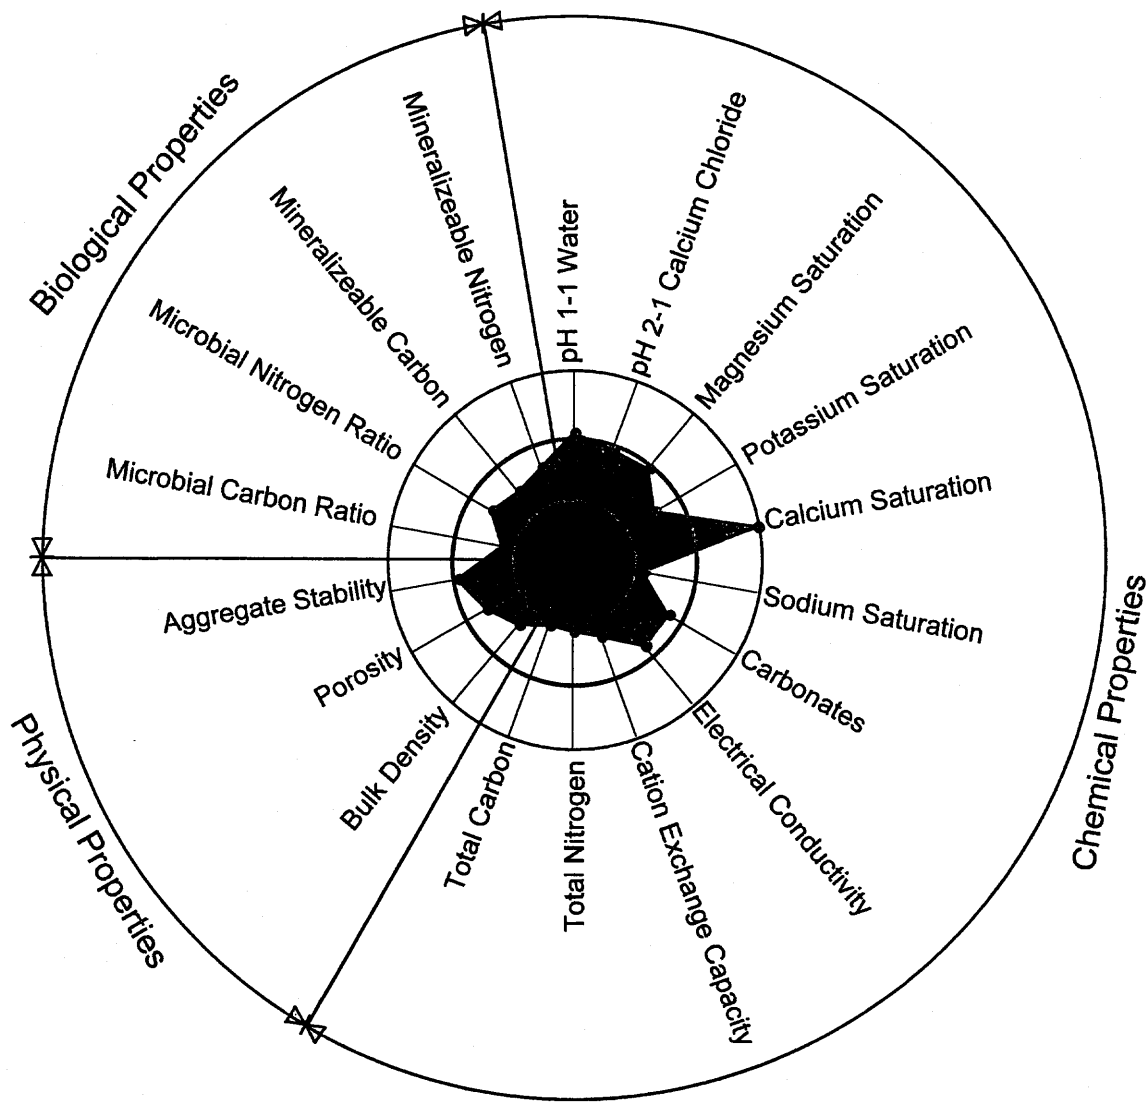 Biological Properties
Mineralizeable Nitrogen
Mineralizeable Carbon
Microbial Nitrogen Ratio
Microbial Carbon Ratio
pH 1-1 Water
pH 2-1 Calcium Chloride
Magnesium Saturation
Potassium Saturation
Calcium Saturation
Sodium Saturation
Carbonates
Electrical Conductivity
Cation Exchange Capacity
Total Nitrogen
Total Carbon
Chemical Properties
Aggregate Stability
Porosity
Bulk Density
Physical Properties